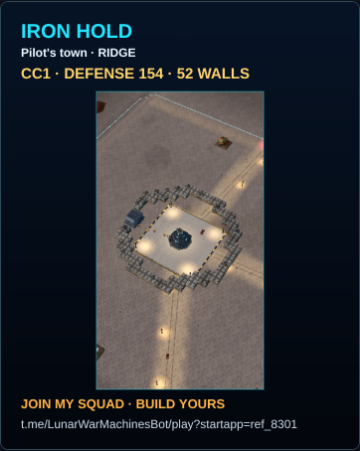 IRON HOLD
Pilot's town · RIDGE
CC1 · DEFENSE 154 · 52 WALLS
JOIN MY SQUAD · BUILD YOURS
t.me/LunarWarMachinesBot/play?startapp=ref_8301